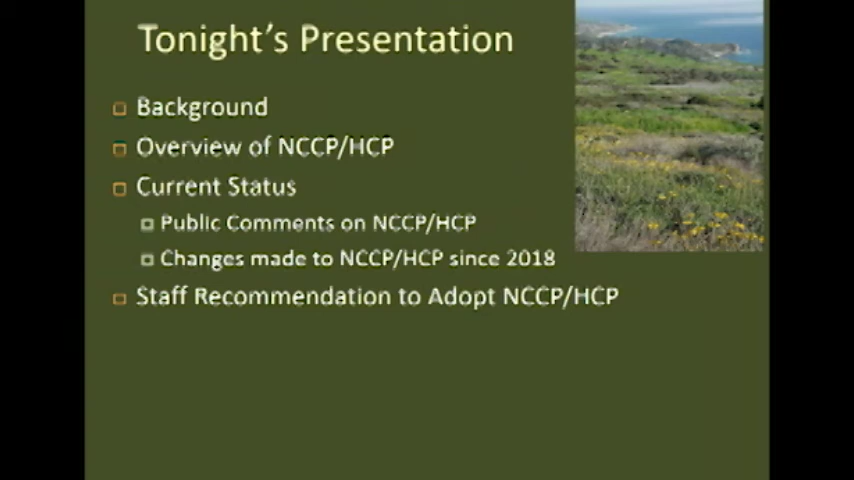 Tonight's Presentation
Background
Overview of NCCP/HCP
Current Status
Public Comments on NCCP/HCP
Changes made to NCCP/HCP since 2018
Staff Recommendation to Adopt NCCP/HCP